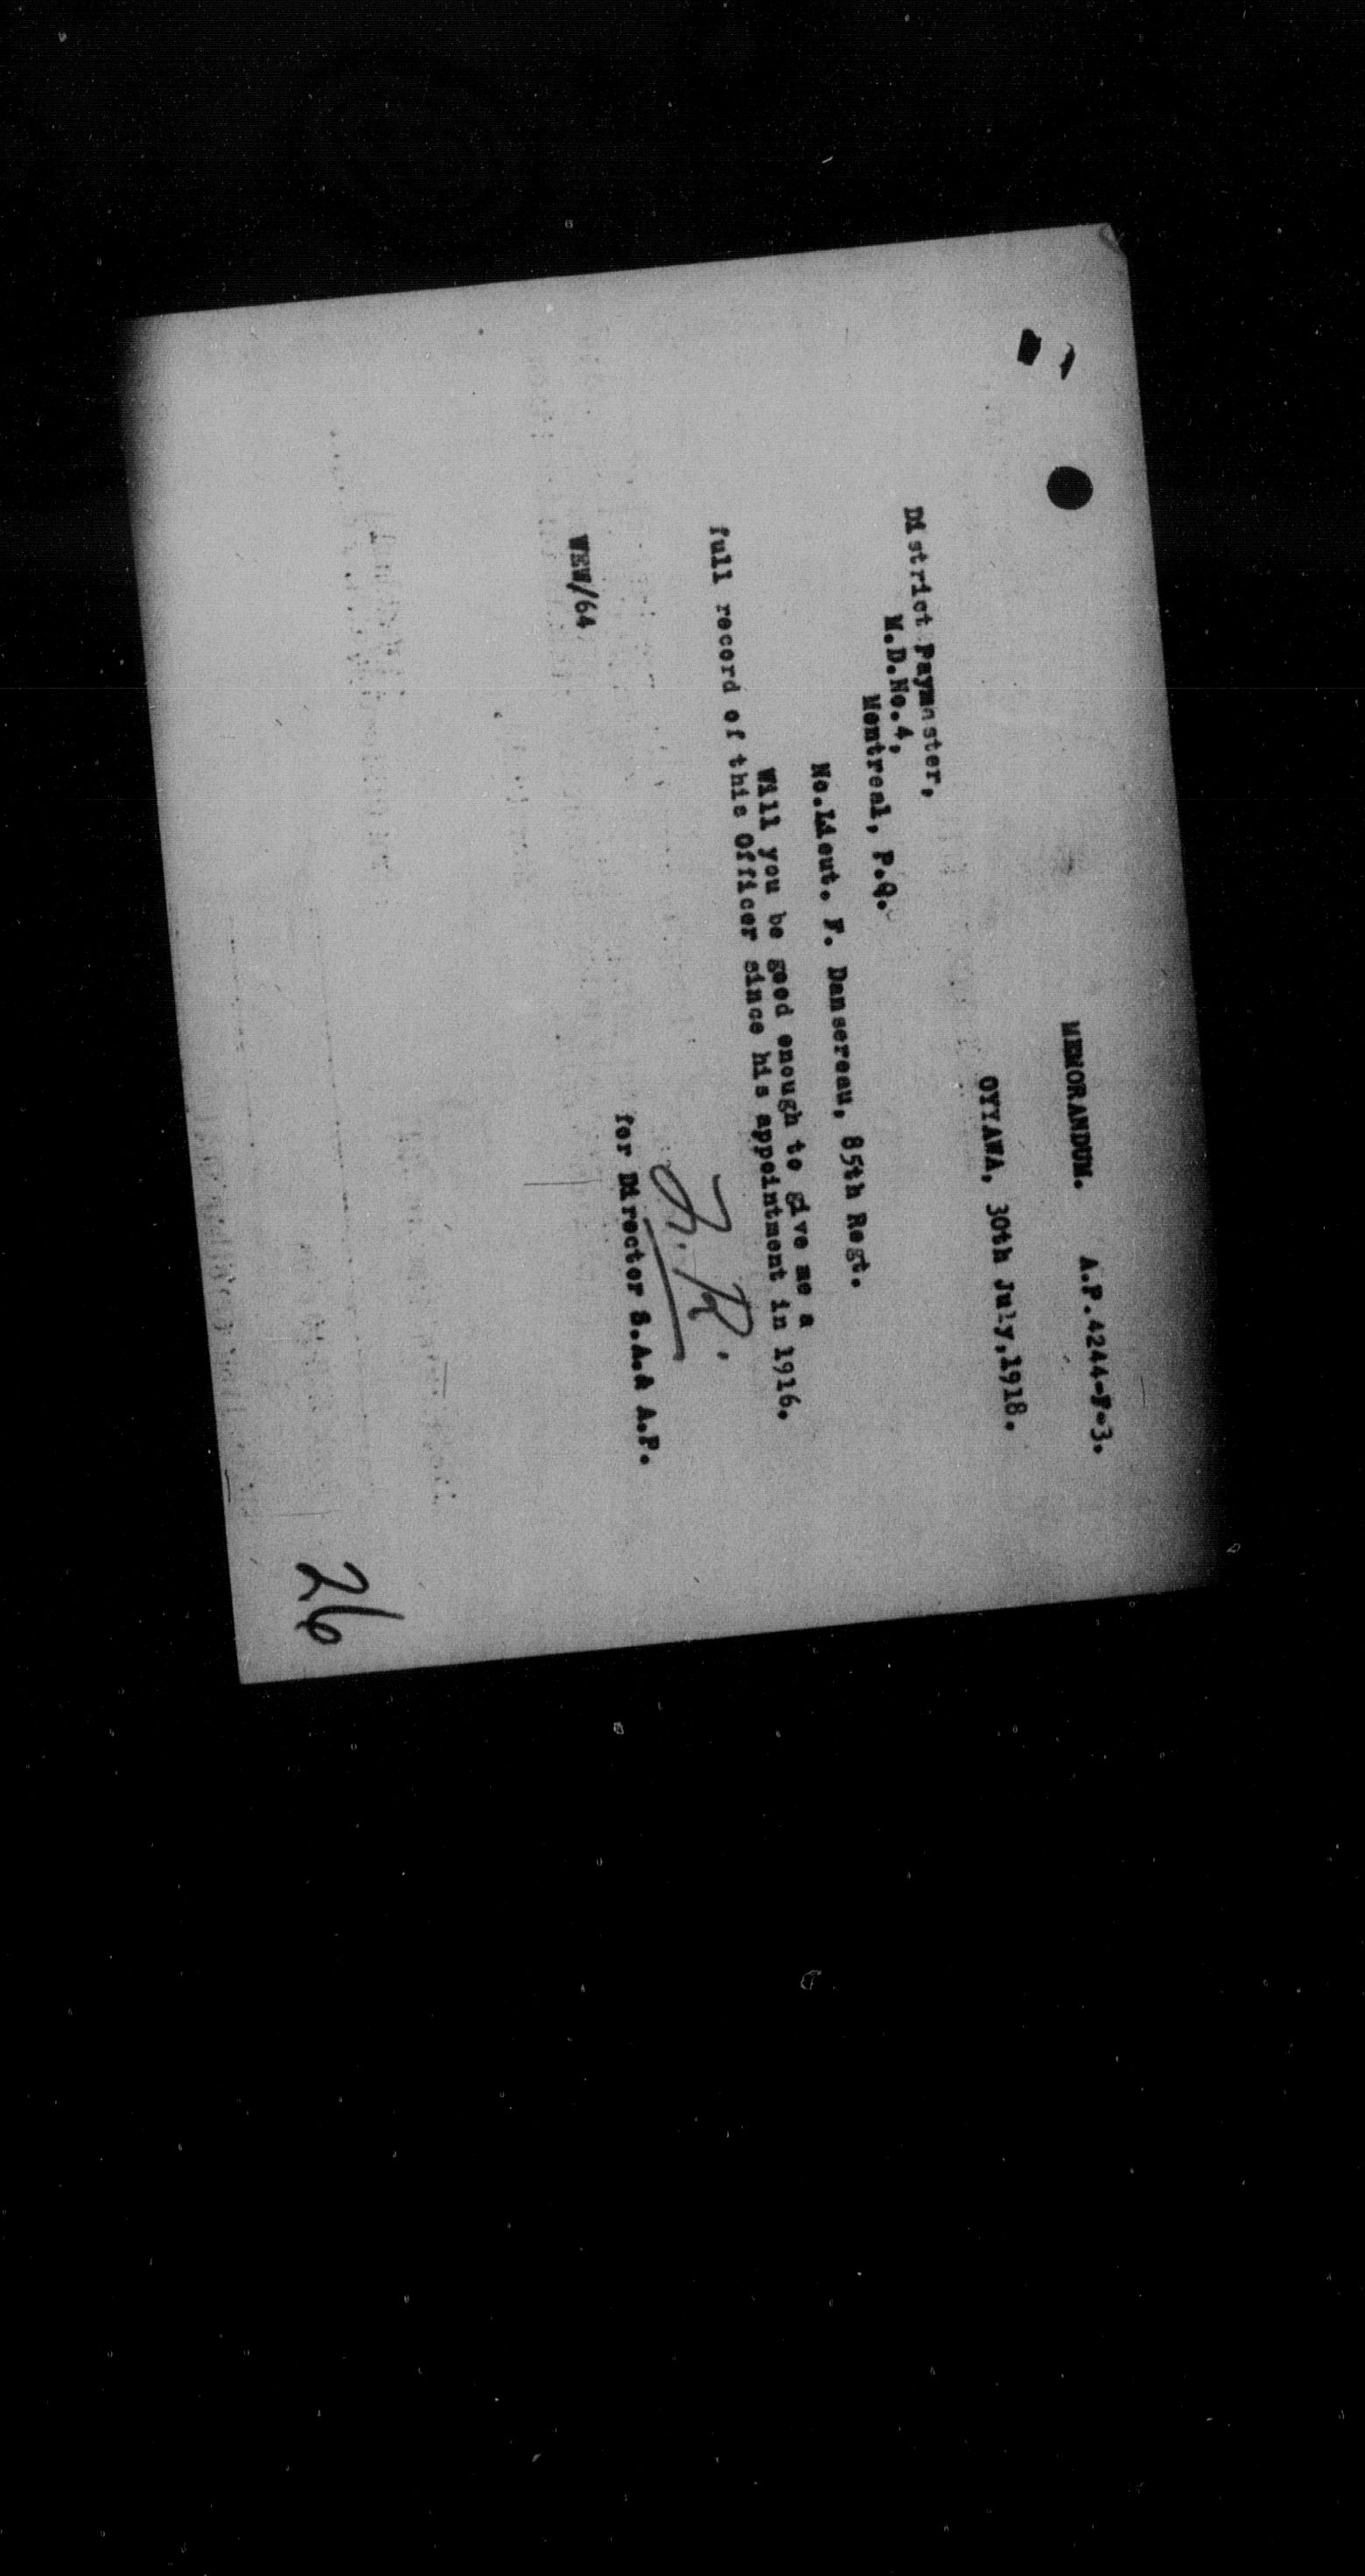 MEMORANDUM. A.P.4244-F-3.
OYYAWA, 30th July,1918.
District Paymaster,
M.D.No.4,
Montreal, P.Q.
No.Lieut. F. Dansereau, 85th Regt.
Will you be good enough to give me a
full record of this Officer since his appointment in 1916.
for Director S.A.& A.P.
WEW/64
26